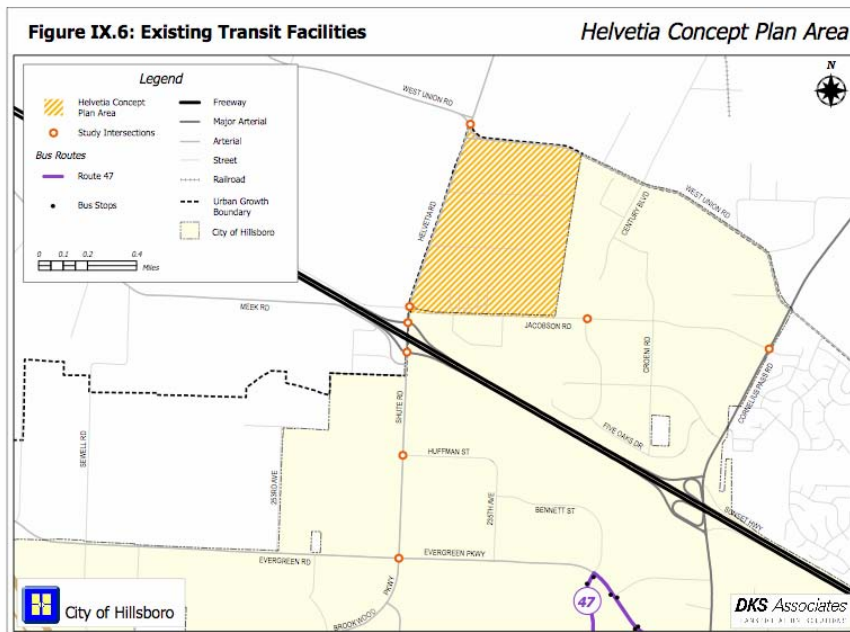 Figure IX.6: Existing Transit Facilities
Helvetia Concept Plan Area
Legend
Helvetia Concept
Plan Area
Study Intersections
Bus Routes
Route 47
Bus Stops
0 0.1 0.2 0.4
Miles
Freeway
Major Arterial
Arterial
Street
Railroad
Urban Growth
Boundary
City of Hillsboro
N
WEST UNION RD
HELVETIA RD
CENTURY BLVD
WEST UNION RD
MEEK RD
JACOBSON RD
CROENI RD
CORNELIUS PASS RD
SHUTE RD
FIVE OAKS DR
SEWELL RD
253RD AVE
HUFFMAN ST
255TH AVE
BENNETT ST
SUNSET HWY
EVERGREEN RD
EVERGREEN PKWY
BROOKWOOD
PKWY
47
City of Hillsboro
DKS Associates
TRANSPORTATION SOLUTIONS